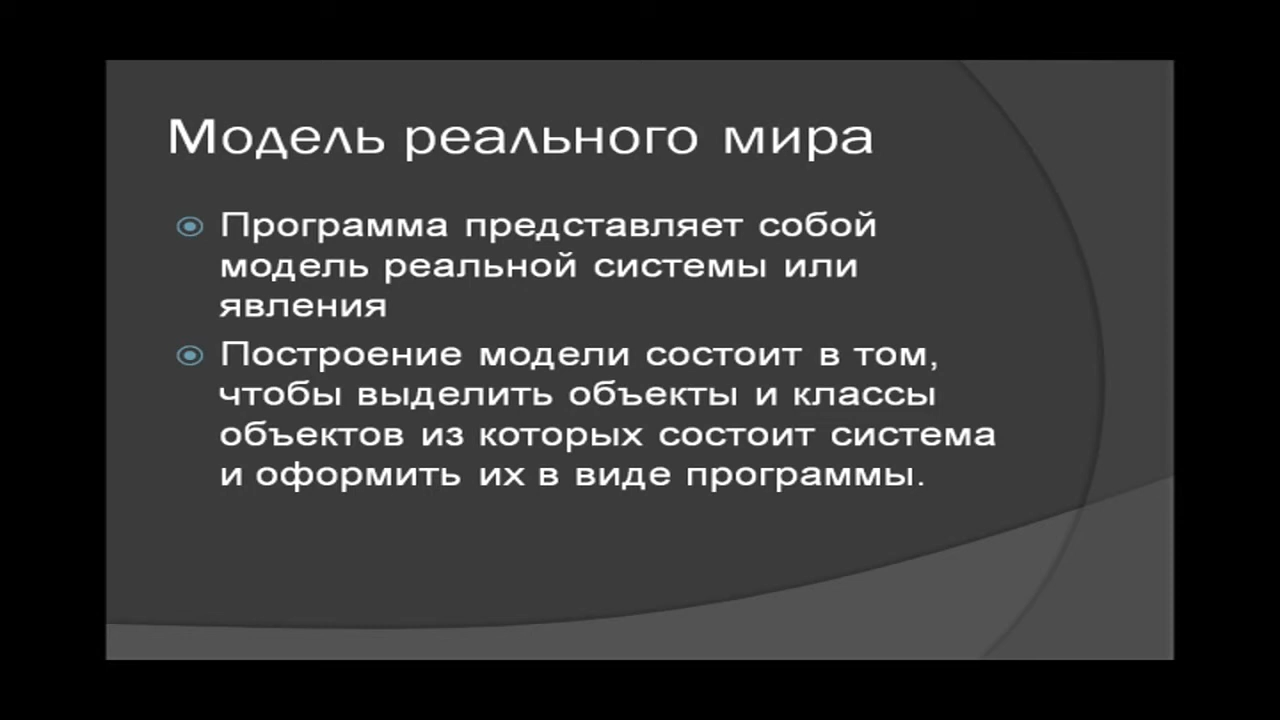 Модель реального мира
Программа представляет собой
модель реальной системы или
явления
Построение модели состоит в том,
чтобы выделить объекты и классы
объектов из которых состоит система
и оформить их в виде программы.